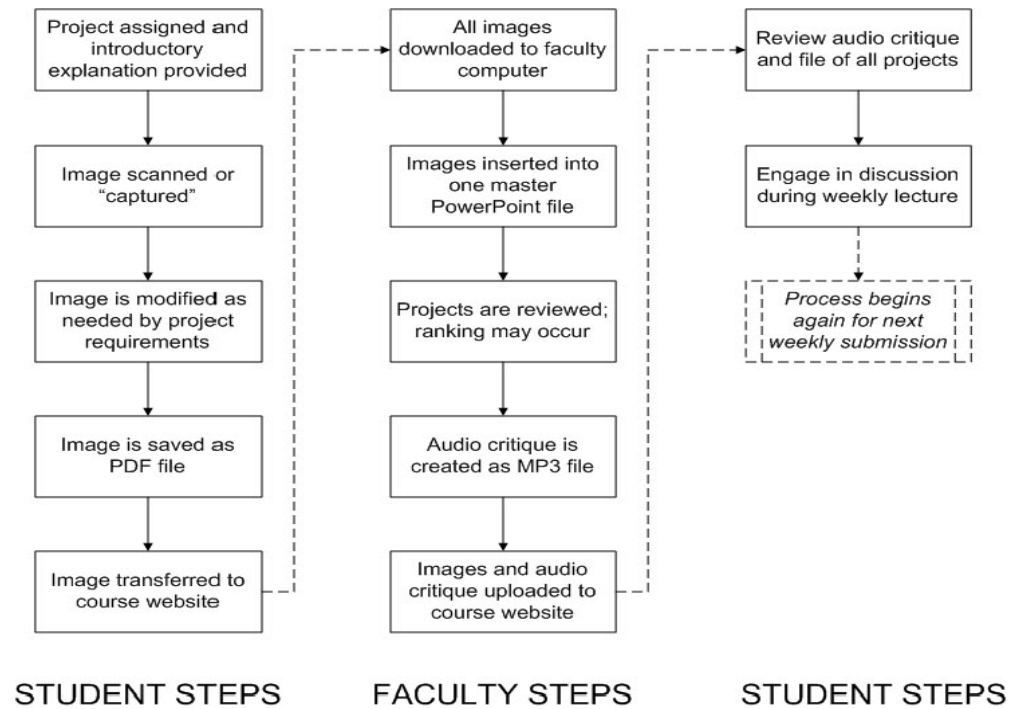 Project assigned and
introductory
explanation provided
Image scanned or
“captured”
Image is modified as
needed by project
requirements
Image is saved as
PDF file
Image transferred to
course website
All images
downloaded to faculty
computer
Images inserted into
one master
PowerPoint file
Projects are reviewed;
ranking may occur
Audio critique is
created as MP3 file
Images and audio
critique uploaded to
course website
Review audio critique
and file of all projects
Engage in discussion
during weekly lecture
Process begins
again for next
weekly submission
STUDENT STEPS
FACULTY STEPS
STUDENT STEPS